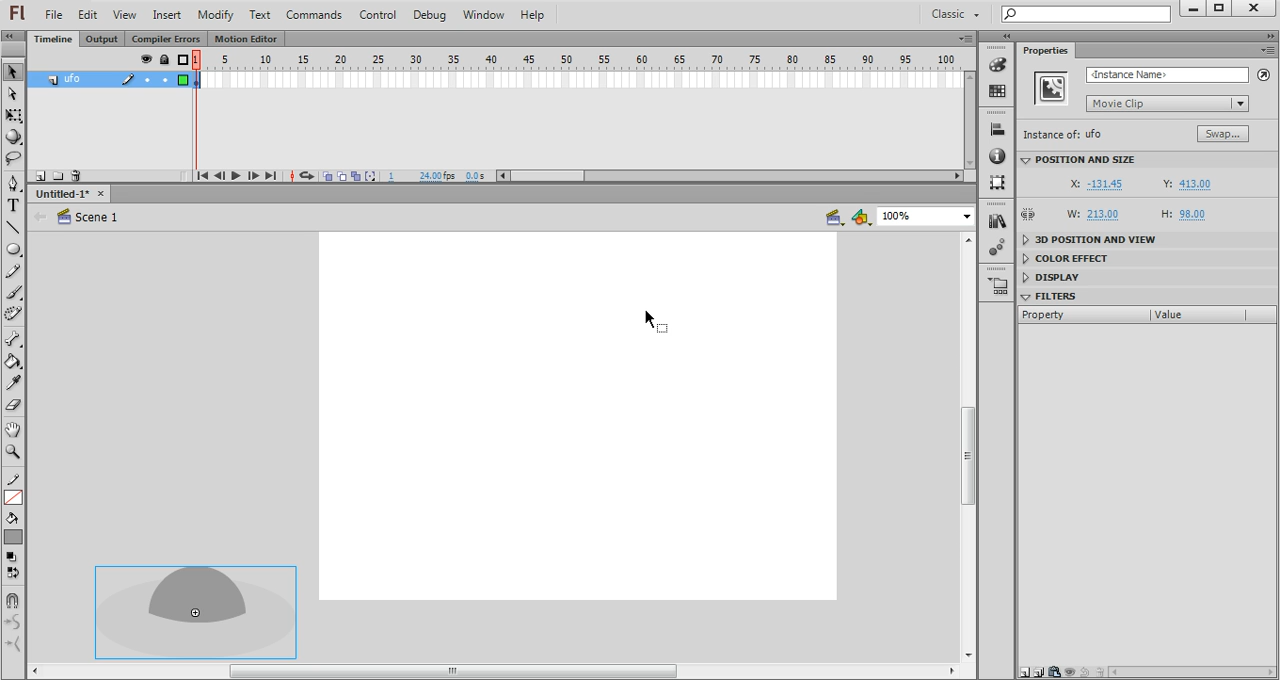 Fl File Edit View Insert Modify Text Commands Control Debug Window Help Classic
Timeline Output Compiler Errors Motion Editor
1 5 10 15 20 25 30 35 40 45 50 55 60 65 70 75 80 85 90 95 100
ufo
1 24.00 fps 0.0 s
Untitled-1*
Scene 1
100%
Properties
<Instance Name>
Movie Clip
Instance of: ufo Swap...
POSITION AND SIZE
X: -131.45 Y: 413.00
W: 213.00 H: 98.00
3D POSITION AND VIEW
COLOR EFFECT
DISPLAY
FILTERS
Property Value